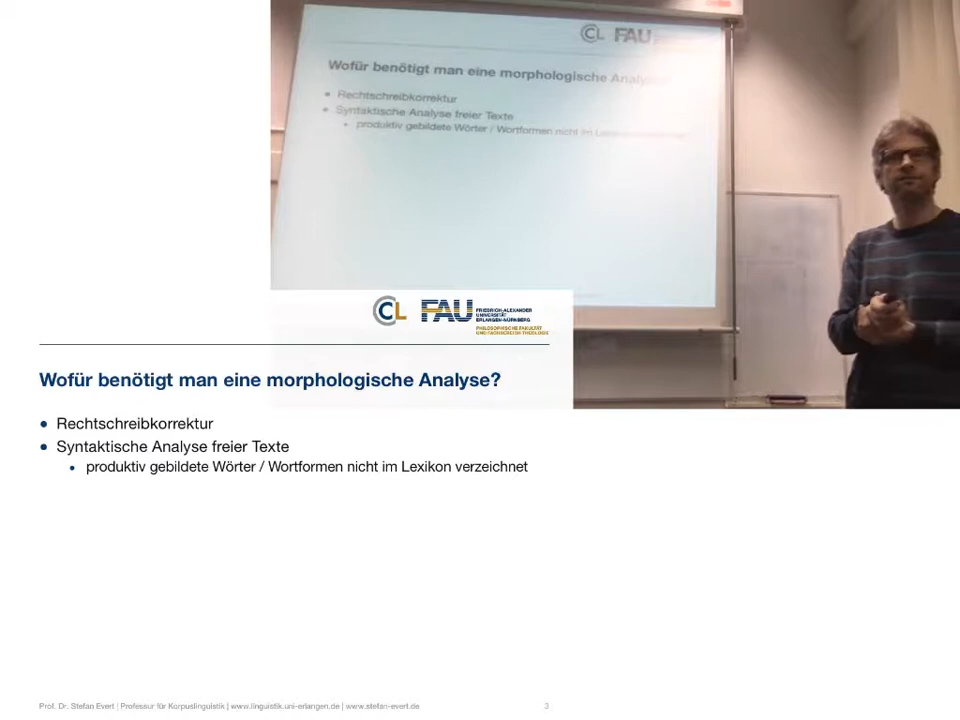 CL FAU
Wofür benötigt man eine morphologische Analy
Rechtschreibkorrektur
Syntaktische Analyse freier Texte
produktiv gebildete Wörter / Wortformen nicht im
CL FAU FRIEDRICH-ALEXANDER
UNIVERSITÄT
ERLANGEN-NÜRNBERG
PHILOSOPHISCHE FAKULTÄT
UND FACHBEREICH THEOLOGIE
Wofür benötigt man eine morphologische Analyse?
• Rechtschreibkorrektur
• Syntaktische Analyse freier Texte
• produktiv gebildete Wörter / Wortformen nicht im Lexikon verzeichnet
Prof. Dr. Stefan Evert | Professur für Korpuslinguistik | www.linguistik.uni-erlangen.de | www.stefan-evert.de 3